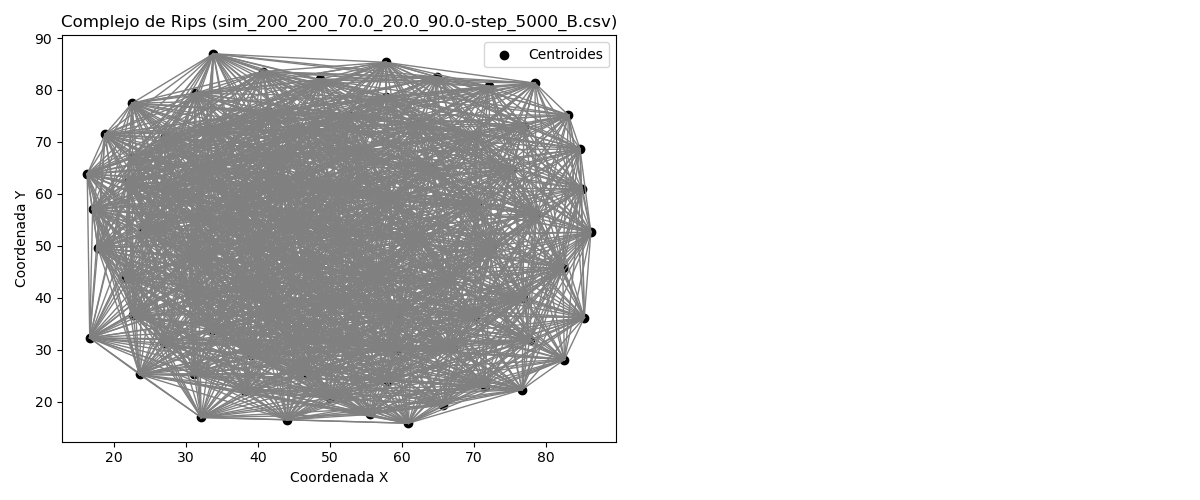 Complejo de Rips (sim_200_200_70.0_20.0_90.0-step_5000_B.csv)
Centroides
90
80
70
60
50
40
30
20
Coordenada Y
20 30 40 50 60 70 80
Coordenada X